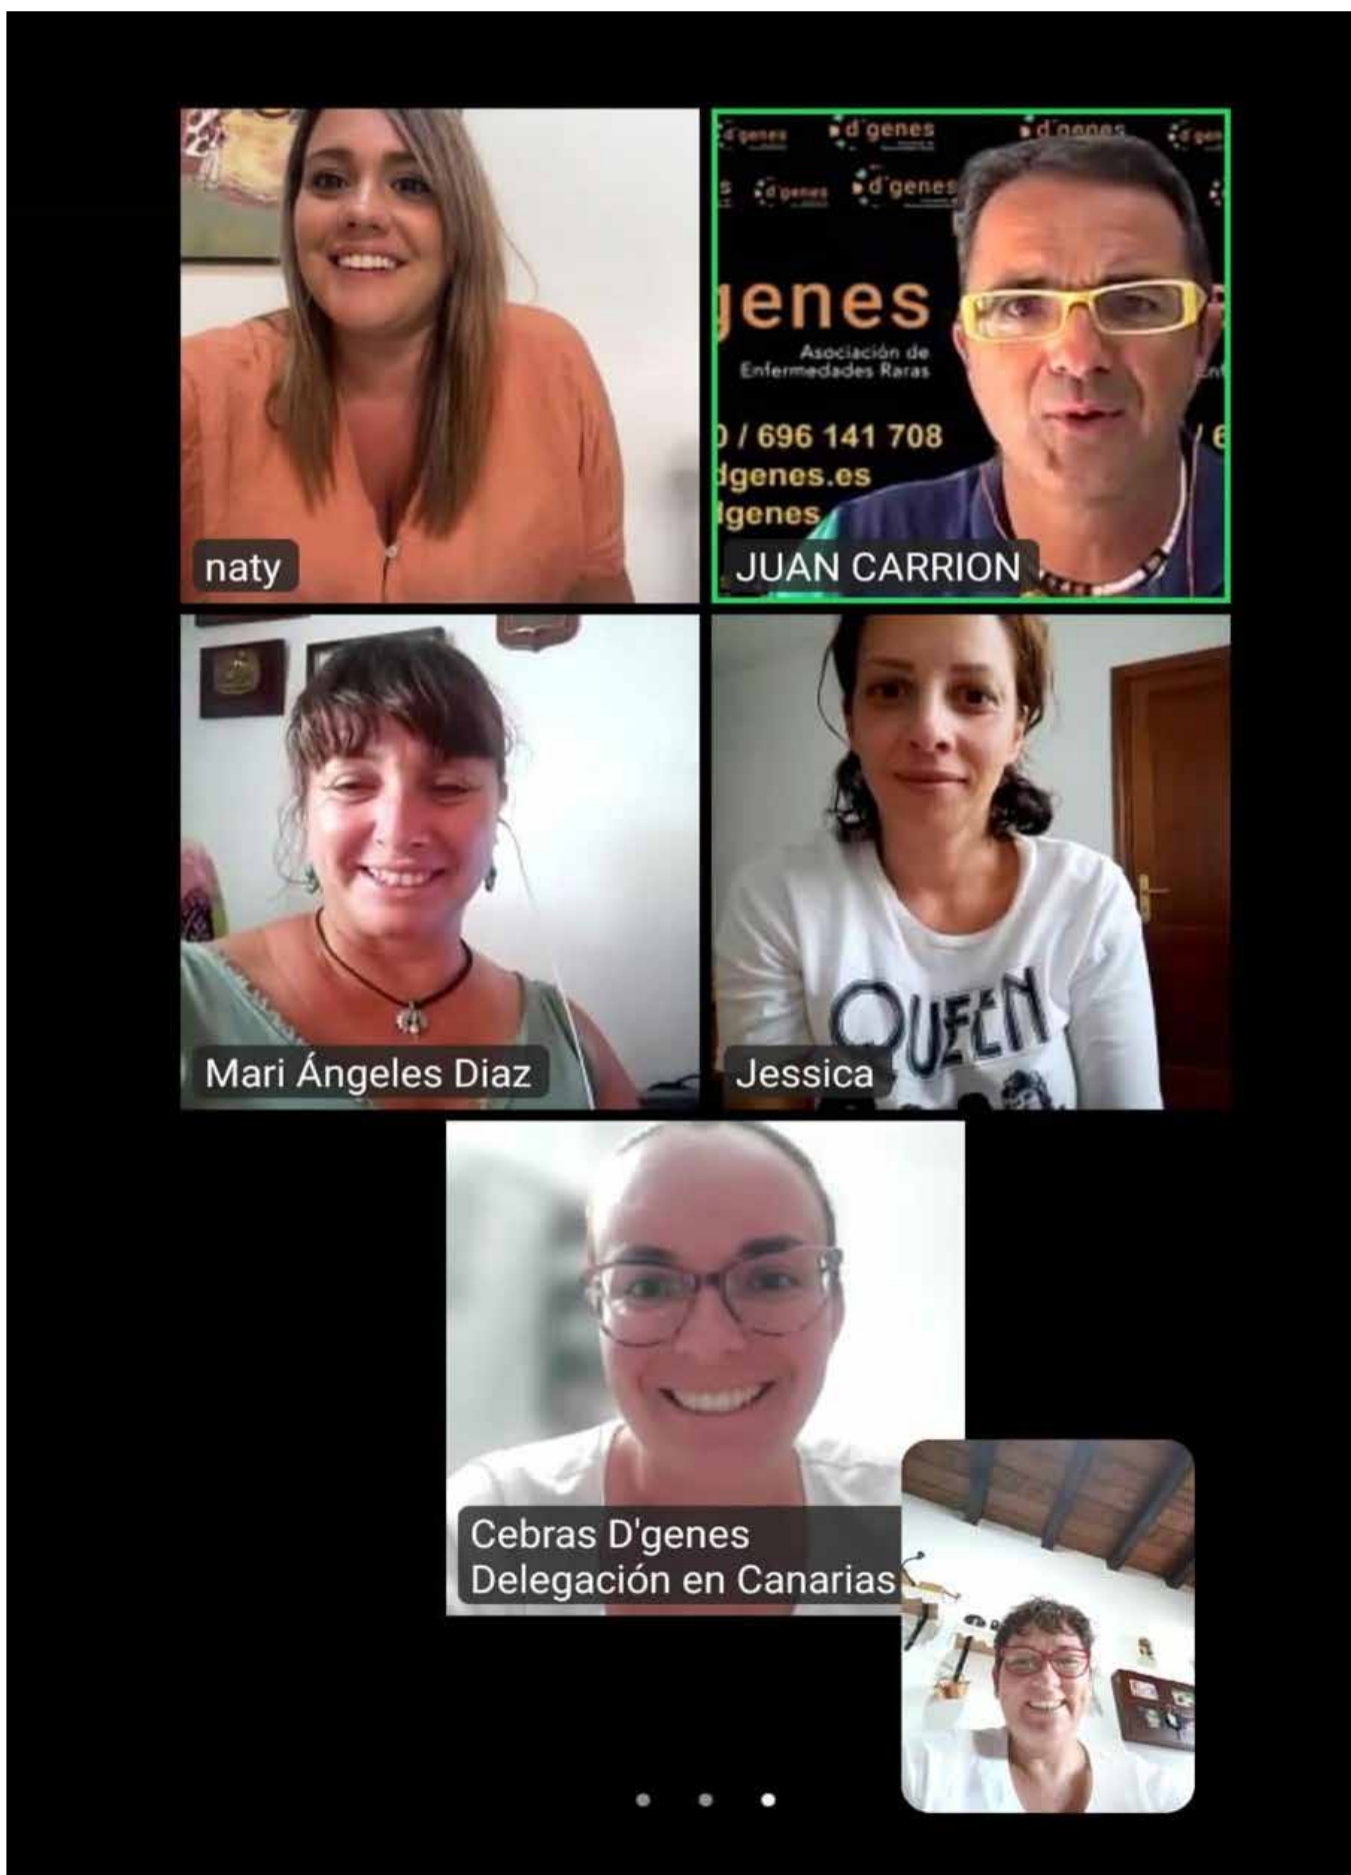 naty
d'genes
d'genes
d'genes
d'genes
d'genes
genes
Asociación de
Enfermedades Raras
/ 696 141 708
dgenes.es
dgenes
JUAN CARRION
Mari Ángeles Diaz
QUEEN
Jessica
Cebras D'genes
Delegación en Canarias